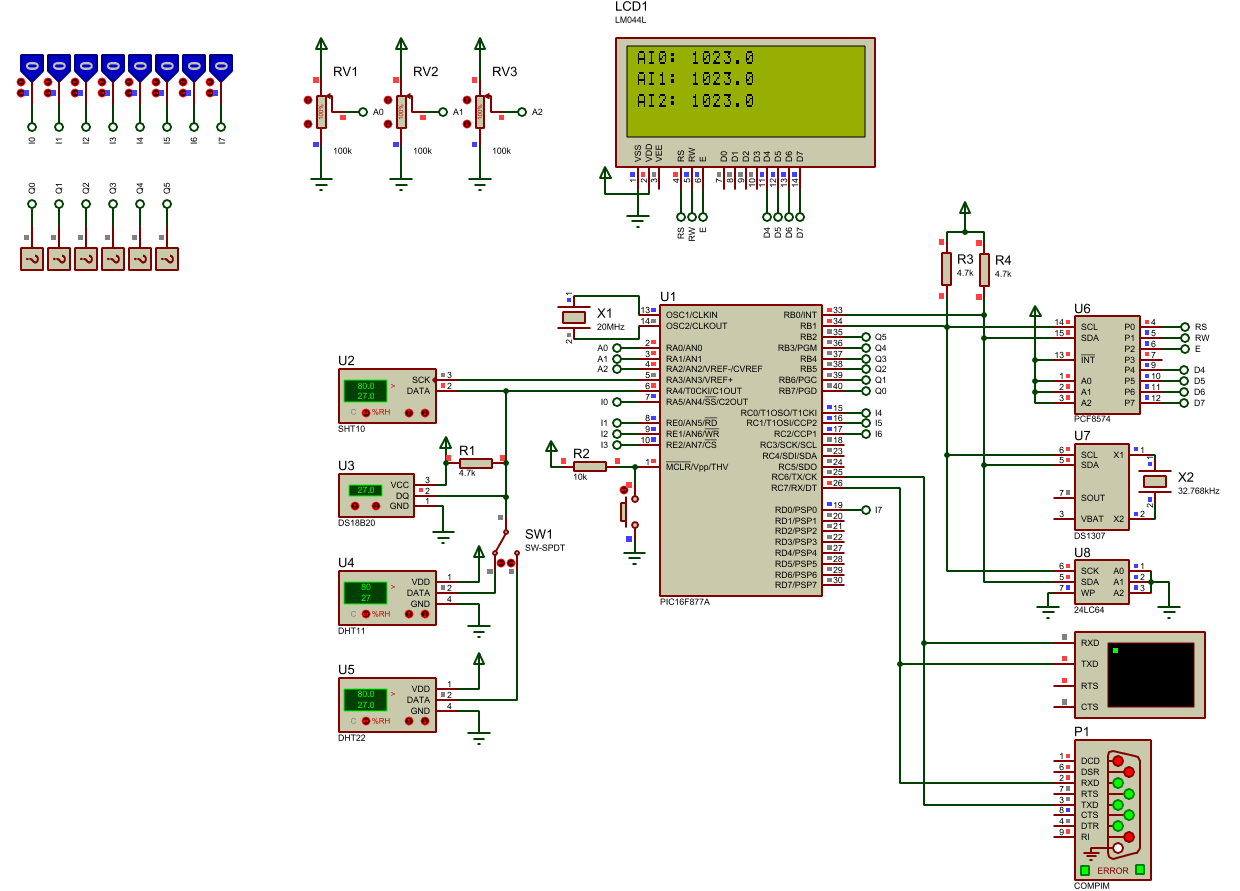 LCD1
LM044L
AI0: 1023.0
AI1: 1023.0
AI2: 1023.0
VSS VDD VEE RS RW E D0 D1 D2 D3 D4 D5 D6 D7
1 2 3 4 5 6 7 8 9 10 11 12 13 14
RS RW E D4 D5 D6 D7
0 0 0 0 0 0 0 0
I0 I1 I2 I3 I4 I5 I6 I7
Q0 Q1 Q2 Q3 Q4 Q5
? ? ? ? ? ?
RV1 RV2 RV3
100% 100% 100%
A0 A1 A2
100k 100k 100k
R3
4.7k
R4
4.7k
X1
20MHz
1
2
U1
13 OSC1/CLKIN
14 OSC2/CLKOUT
A0 2 RA0/AN0
A1 3 RA1/AN1
A2 4 RA2/AN2/VREF-/CVREF
5 RA3/AN3/VREF+
6 RA4/T0CKI/C1OUT
I0 7 RA5/AN4/SS/C2OUT
I1 8 RE0/AN5/RD
I2 9 RE1/AN6/WR
I3 10 RE2/AN7/CS
1 MCLR/Vpp/THV
RB0/INT 33
RB1 34
RB2 35 Q5
RB3/PGM 36 Q4
RB4 37 Q3
RB5 38 Q2
RB6/PGC 39 Q1
RB7/PGD 40 Q0
RC0/T1OSO/T1CKI 15 I4
RC1/T1OSI/CCP2 16 I5
RC2/CCP1 17 I6
RC3/SCK/SCL 18
RC4/SDI/SDA 23
RC5/SDO 24
RC6/TX/CK 25
RC7/RX/DT 26
RD0/PSP0 19 I7
RD1/PSP1 20
RD2/PSP2 21
RD3/PSP3 22
RD4/PSP4 27
RD5/PSP5 28
RD6/PSP6 29
RD7/PSP7 30
PIC16F877A
U2
80.0 >
27.0
SCK 3
DATA 2
C %RH
SHT10
R1
4.7k
R2
10k
U3
27.0
VCC 3
DQ 2
GND 1
DS18B20
SW1
SW-SPDT
U4
80 >
27
VDD 1
DATA 2
GND 4
C %RH
DHT11
U5
80.0 >
27.0
VDD 1
DATA 2
GND 4
C %RH
DHT22
U6
14 SCL P0 4 RS
15 SDA P1 5 RW
P2 6 E
13 INT P3 7
P4 9 D4
1 A0 P5 10 D5
2 A1 P6 11 D6
3 A2 P7 12 D7
PCF8574
U7
6 SCL X1 1
5 SDA
7 SOUT
3 VBAT X2 2
DS1307
X2
32.768kHz
1
2
U8
6 SCK A0 1
5 SDA A1 2
7 WP A2 3
24LC64
RXD
TXD
RTS
CTS
P1
1 DCD
6 DSR
2 RXD
7 RTS
3 TXD
8 CTS
4 DTR
9 RI
ERROR
COMPIM